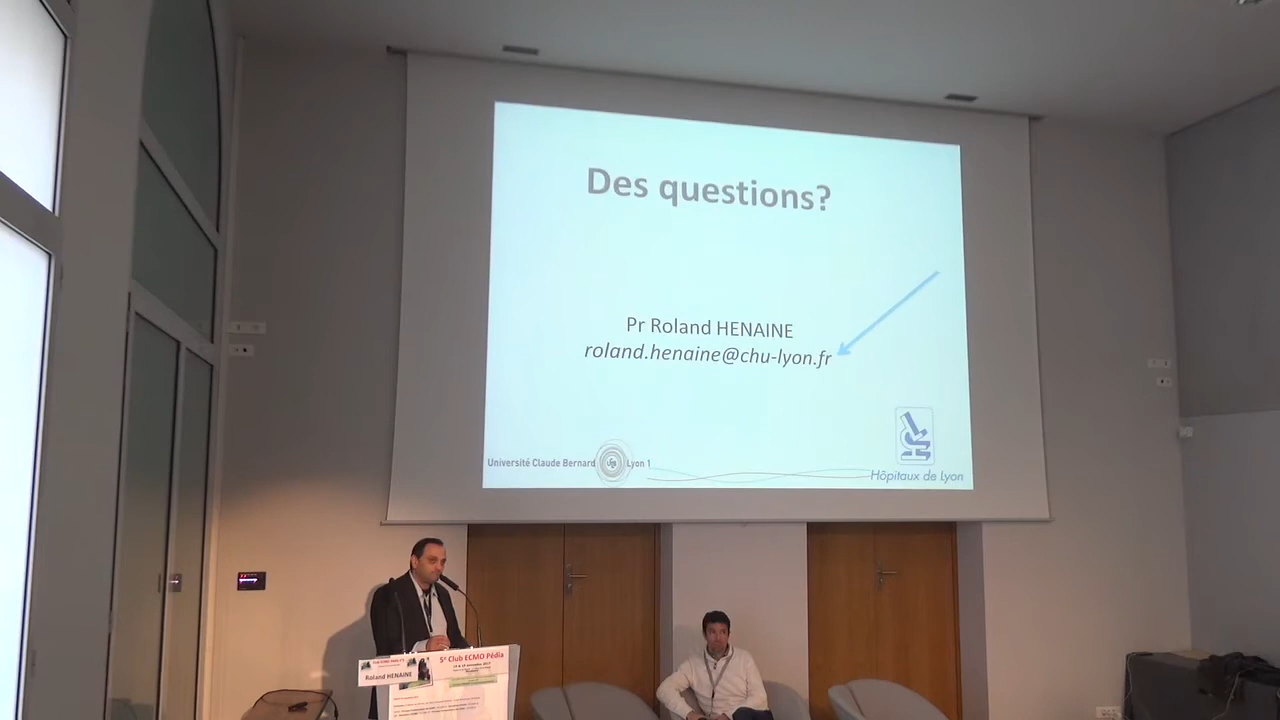 Des questions?
Pr Roland HENAINE
roland.henaine@chu-lyon.fr
Université Claude Bernard Lyon 1
Hôpitaux de Lyon
5e Club ECMO Pédia
Roland HENAINE